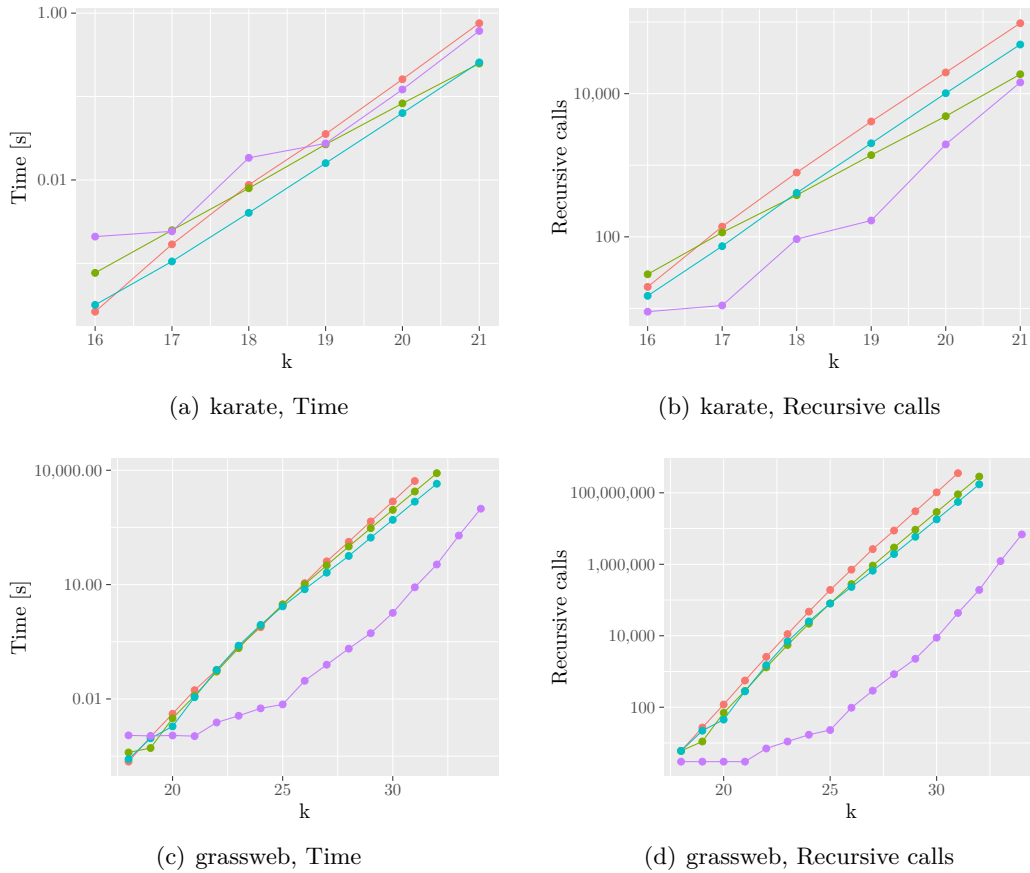 1.00
0.01
Time [s]
16 17 18 19 20 21
k
(a) karate, Time
10,000
100
Recursive calls
16 17 18 19 20 21
k
(b) karate, Recursive calls
10,000.00
10.00
0.01
Time [s]
20 25 30
k
(c) grassweb, Time
100,000,000
1,000,000
10,000
100
Recursive calls
20 25 30
k
(d) grassweb, Recursive calls